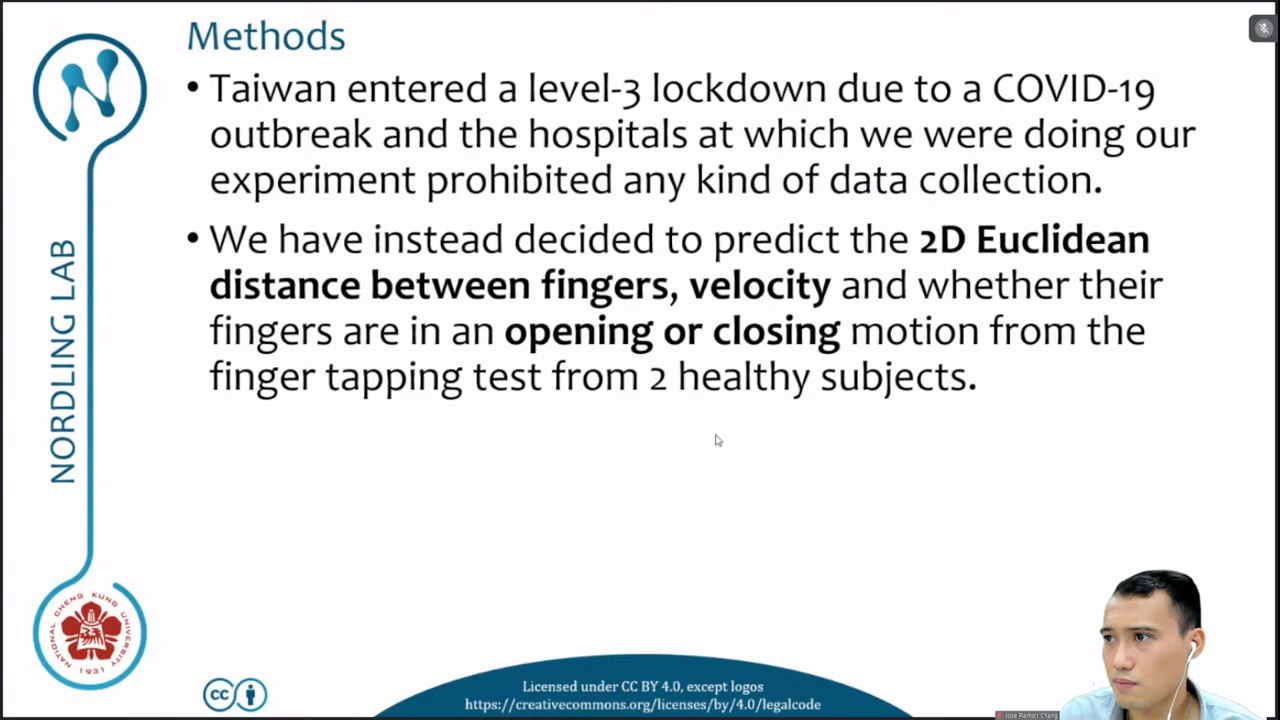 Methods
• Taiwan entered a level-3 lockdown due to a COVID-19
outbreak and the hospitals at which we were doing our
experiment prohibited any kind of data collection.
• We have instead decided to predict the 2D Euclidean
distance between fingers, velocity and whether their
fingers are in an opening or closing motion from the
finger tapping test from 2 healthy subjects.
NORDLING LAB
NATIONAL CHENG KUNG UNIVERSITY
1931
cc
Licensed under CC BY 4.0, except logos
https://creativecommons.org/licenses/by/4.0/legalcode
Jose Ramon Chang